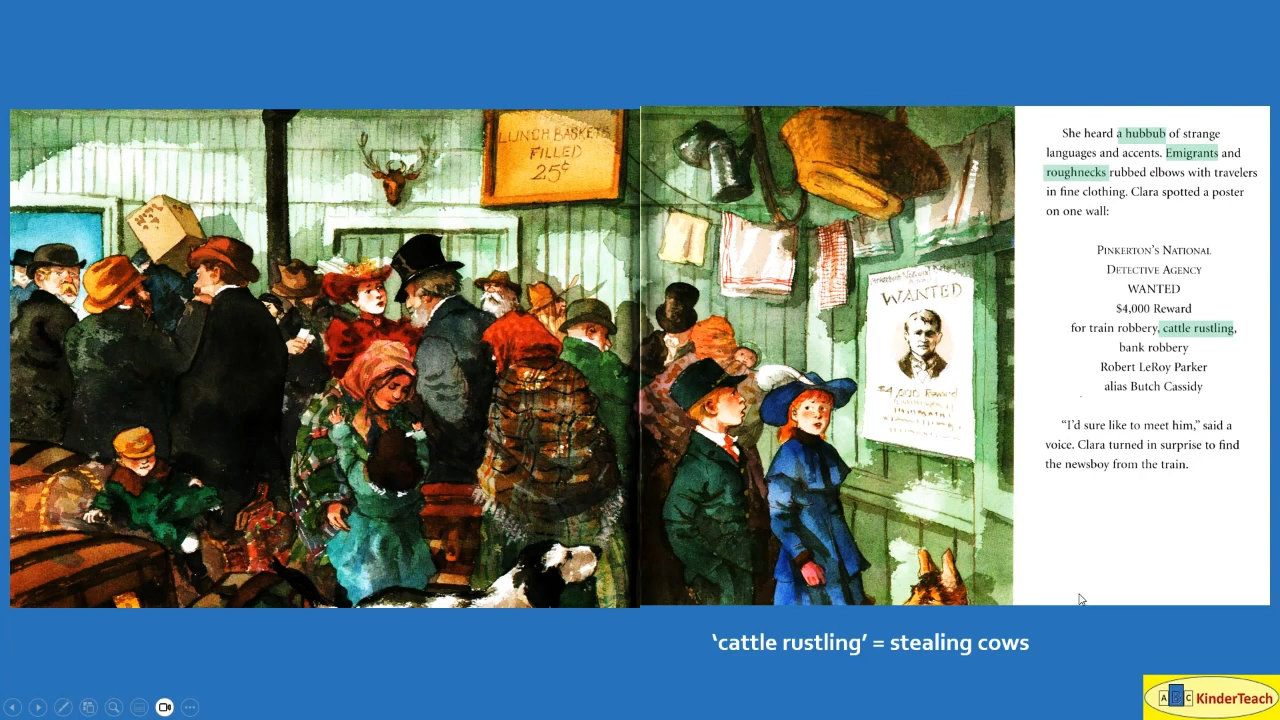 LUNCH BASKETS
FILLED
25¢
WANTED
$4,000 Reward
She heard a hubbub of strange
languages and accents. Emigrants and
roughnecks rubbed elbows with travelers
in fine clothing. Clara spotted a poster
on one wall:
PINKERTON'S NATIONAL
DETECTIVE AGENCY
WANTED
$4,000 Reward
for train robbery, cattle rustling,
bank robbery
Robert LeRoy Parker
alias Butch Cassidy
"I'd sure like to meet him," said a
voice. Clara turned in surprise to find
the newsboy from the train.
'cattle rustling' = stealing cows
ABC KinderTeach